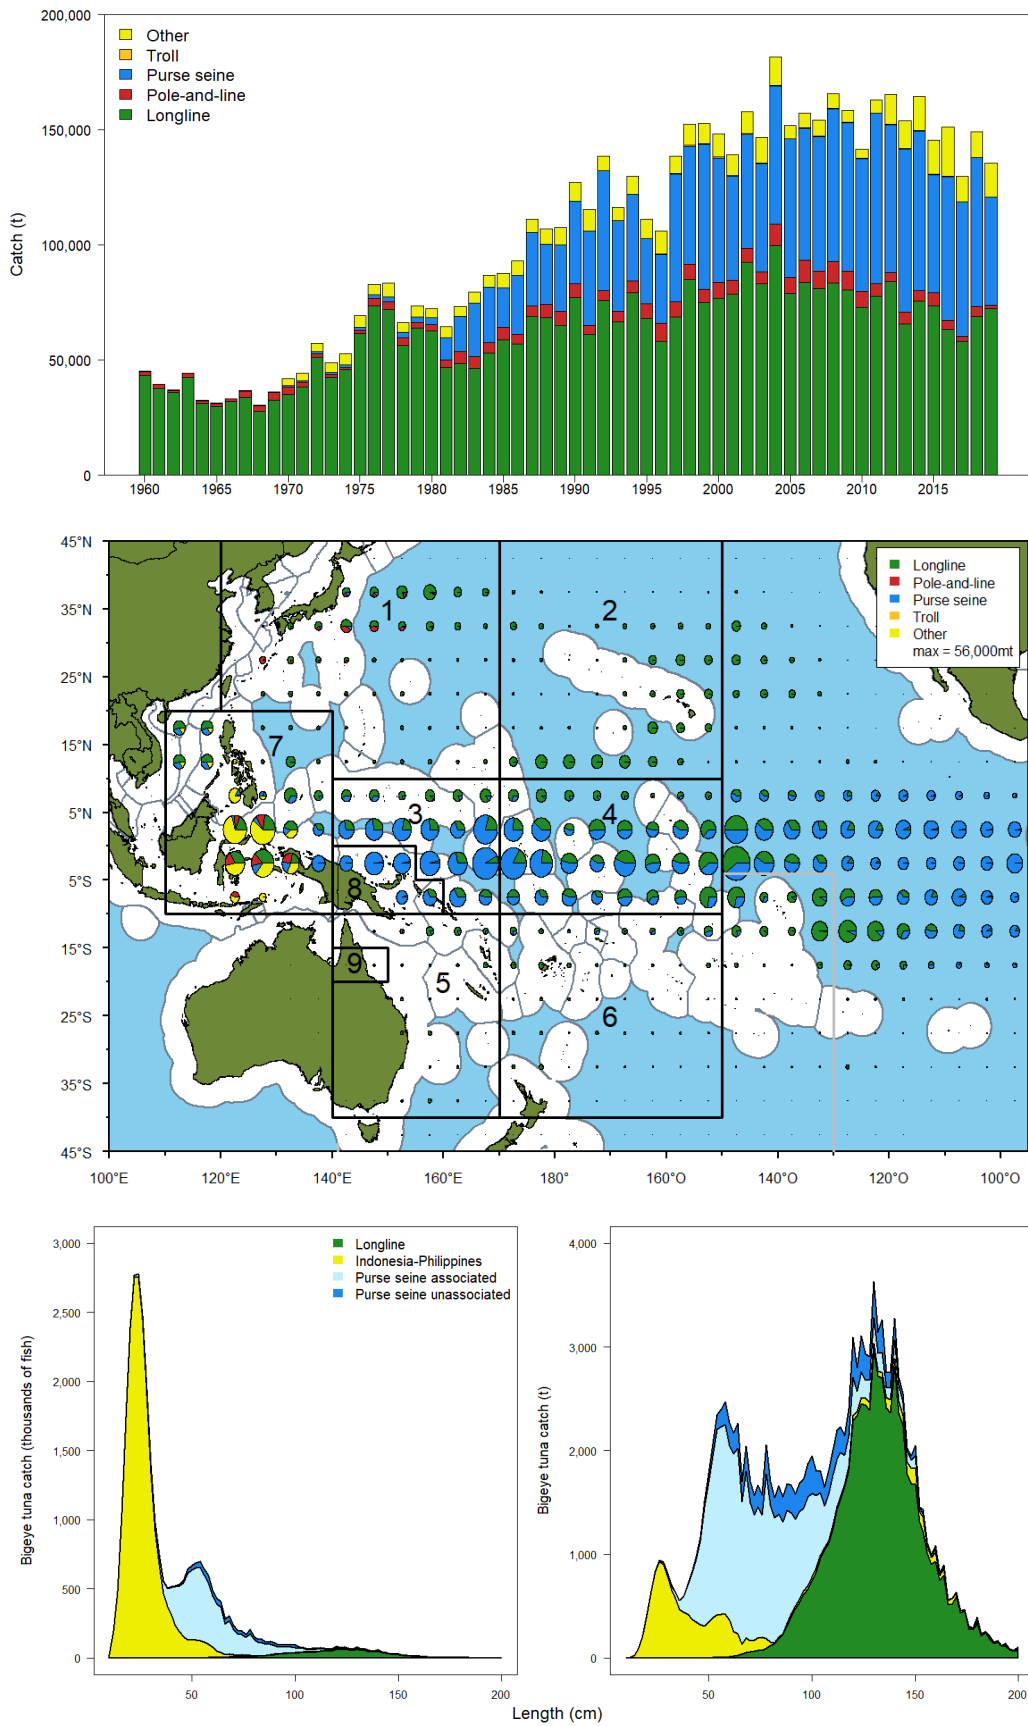 200,000
150,000
100,000
50,000
0
Catch (t)
Other
Troll
Purse seine
Pole-and-line
Longline
1960 1965 1970 1975 1980 1985 1990 1995 2000 2005 2010 2015
45°N
35°N
25°N
15°N
5°N
5°S
15°S
25°S
35°S
45°S
Longline
Pole-and-line
Purse seine
Troll
Other
max = 56,000mt
1
2
7
3
4
8
9
5
6
100°E 120°E 140°E 160°E 160°O 140°O 120°O 100°O
3,000
2,500
2,000
1,500
1,000
500
0
Bigeye tuna catch (thousands of fish)
Longline
Indonesia-Philippines
Purse seine associated
Purse seine unassociated
50 100 150 200
4,000
3,000
2,000
1,000
0
Bigeye tuna catch (t)
50 100 150 200
Length (cm)